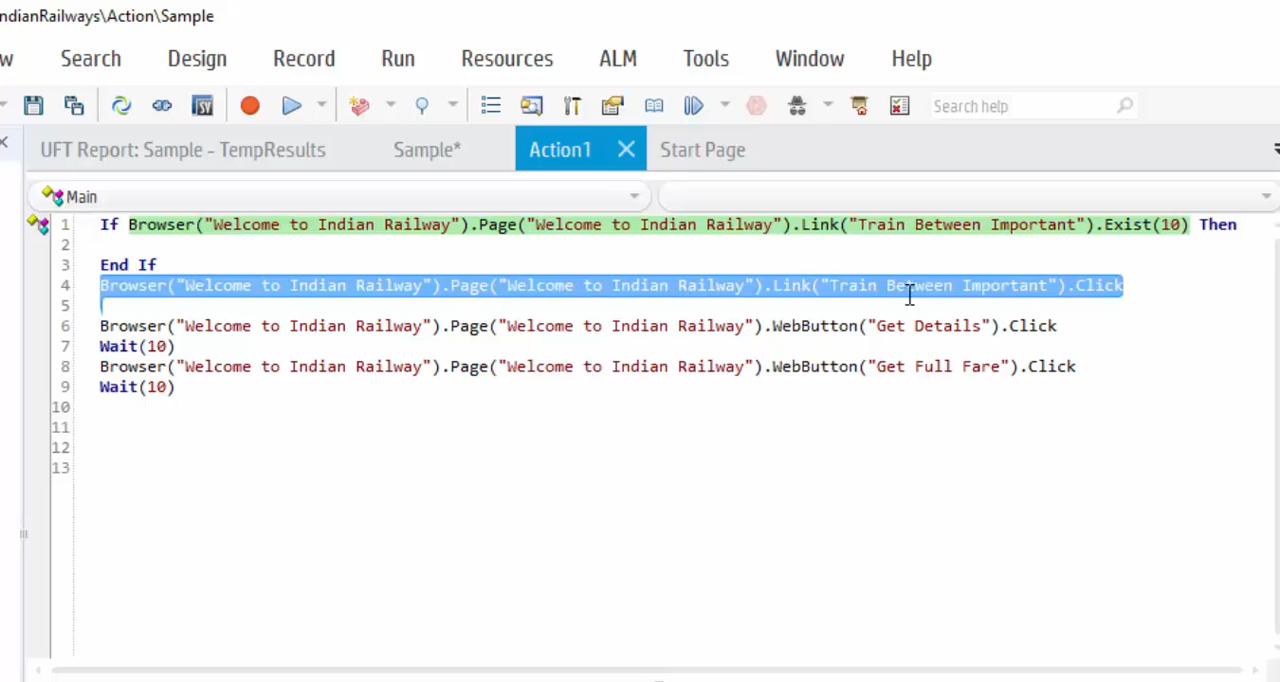 ndianRailways\Action\Sample
w Search Design Record Run Resources ALM Tools Window Help
SV Search help
UFT Report: Sample - TempResults Sample* Action1 Start Page
Main
1 If Browser("Welcome to Indian Railway").Page("Welcome to Indian Railway").Link("Train Between Important").Exist(10) Then
2
3 End If
4 Browser("Welcome to Indian Railway").Page("Welcome to Indian Railway").Link("Train Between Important").Click
5
6 Browser("Welcome to Indian Railway").Page("Welcome to Indian Railway").WebButton("Get Details").Click
7 Wait(10)
8 Browser("Welcome to Indian Railway").Page("Welcome to Indian Railway").WebButton("Get Full Fare").Click
9 Wait(10)
10
11
12
13